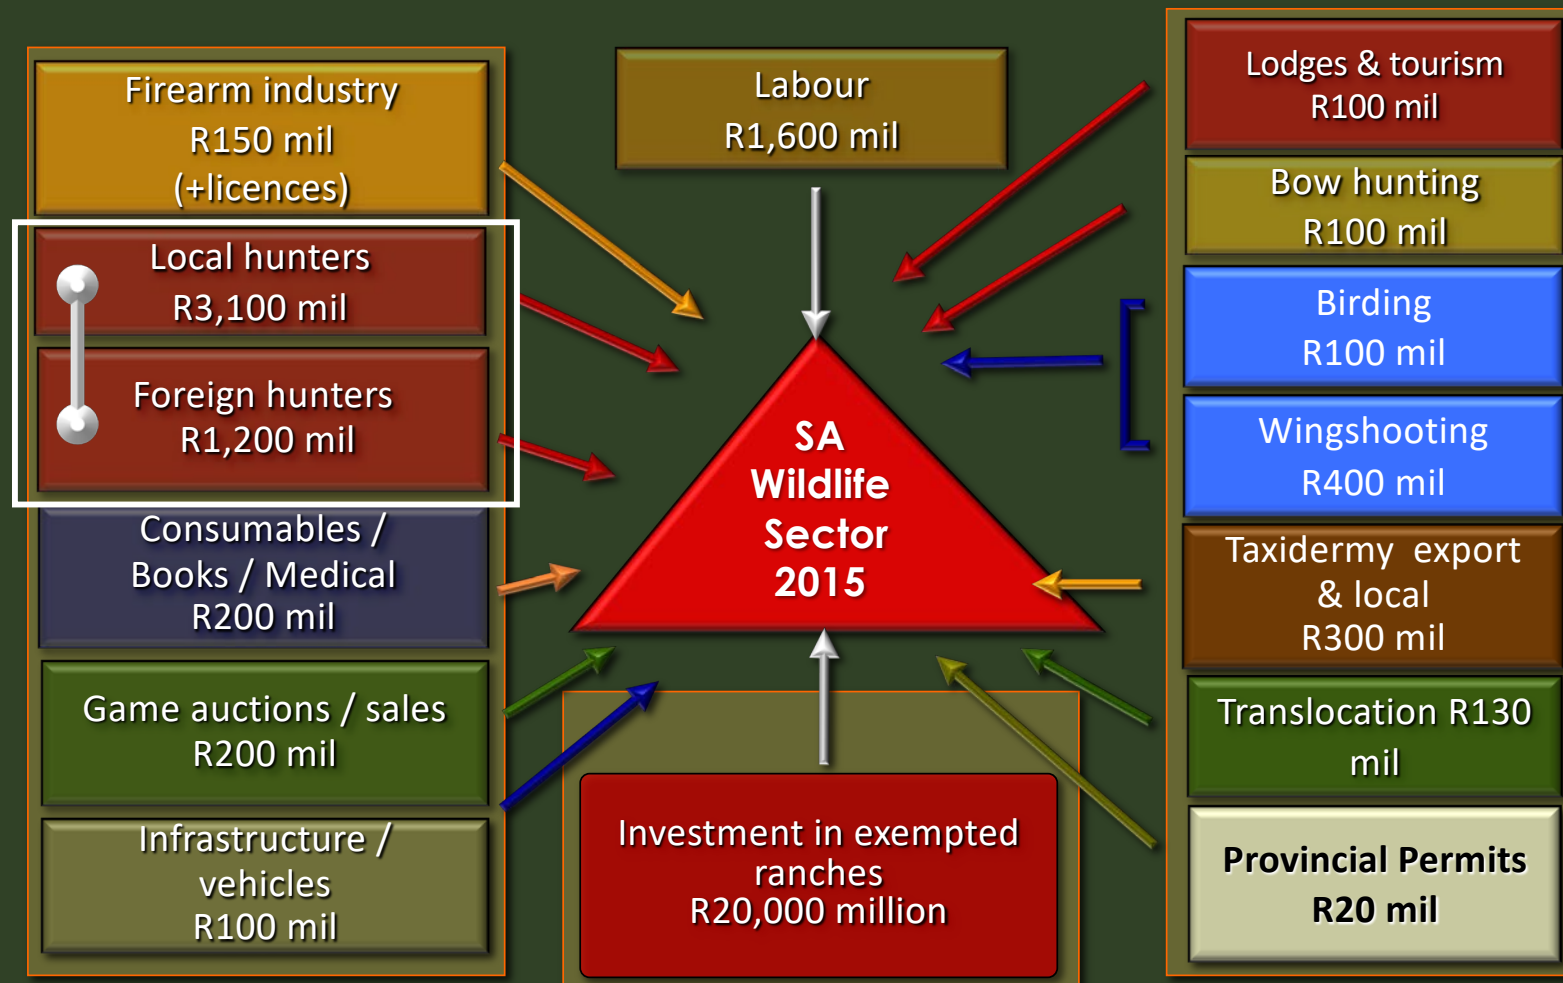 Firearm industry
R150 mil
(+licences)
Local hunters
R3,100 mil
Foreign hunters
R1,200 mil
Consumables /
Books / Medical
R200 mil
Game auctions / sales
R200 mil
Infrastructure /
vehicles
R100 mil
Labour
R1,600 mil
SA
Wildlife
Sector
2015
Investment in exempted
ranches
R20,000 million
Lodges & tourism
R100 mil
Bow hunting
R100 mil
Birding
R100 mil
Wingshooting
R400 mil
Taxidermy  export
& local
R300 mil
Translocation R130
mil
Provincial Permits
R20 mil